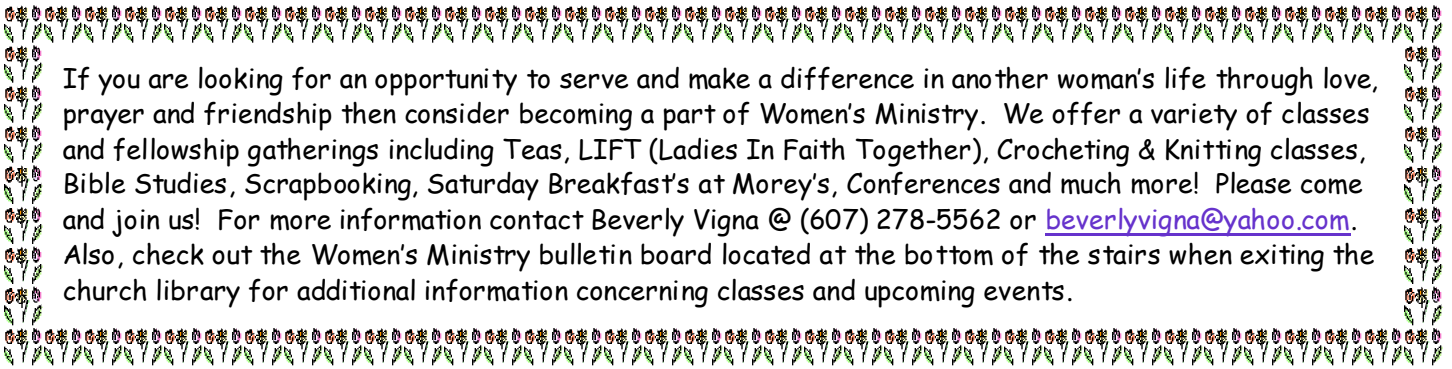 If you are looking for an opportunity to serve and make a difference in another woman's life through love,
prayer and friendship then consider becoming a part of Women's Ministry.  We offer a variety of classes
and fellowship gatherings including Teas, LIFT (Ladies In Faith Together), Crocheting & Knitting classes,
Bible Studies, Scrapbooking, Saturday Breakfast's at Morey's, Conferences and much more!  Please come
and join us!  For more information contact Beverly Vigna @ (607) 278-5562 or beverlyvigna@yahoo.com.
Also, check out the Women's Ministry bulletin board located at the bottom of the stairs when exiting the
church library for additional information concerning classes and upcoming events.